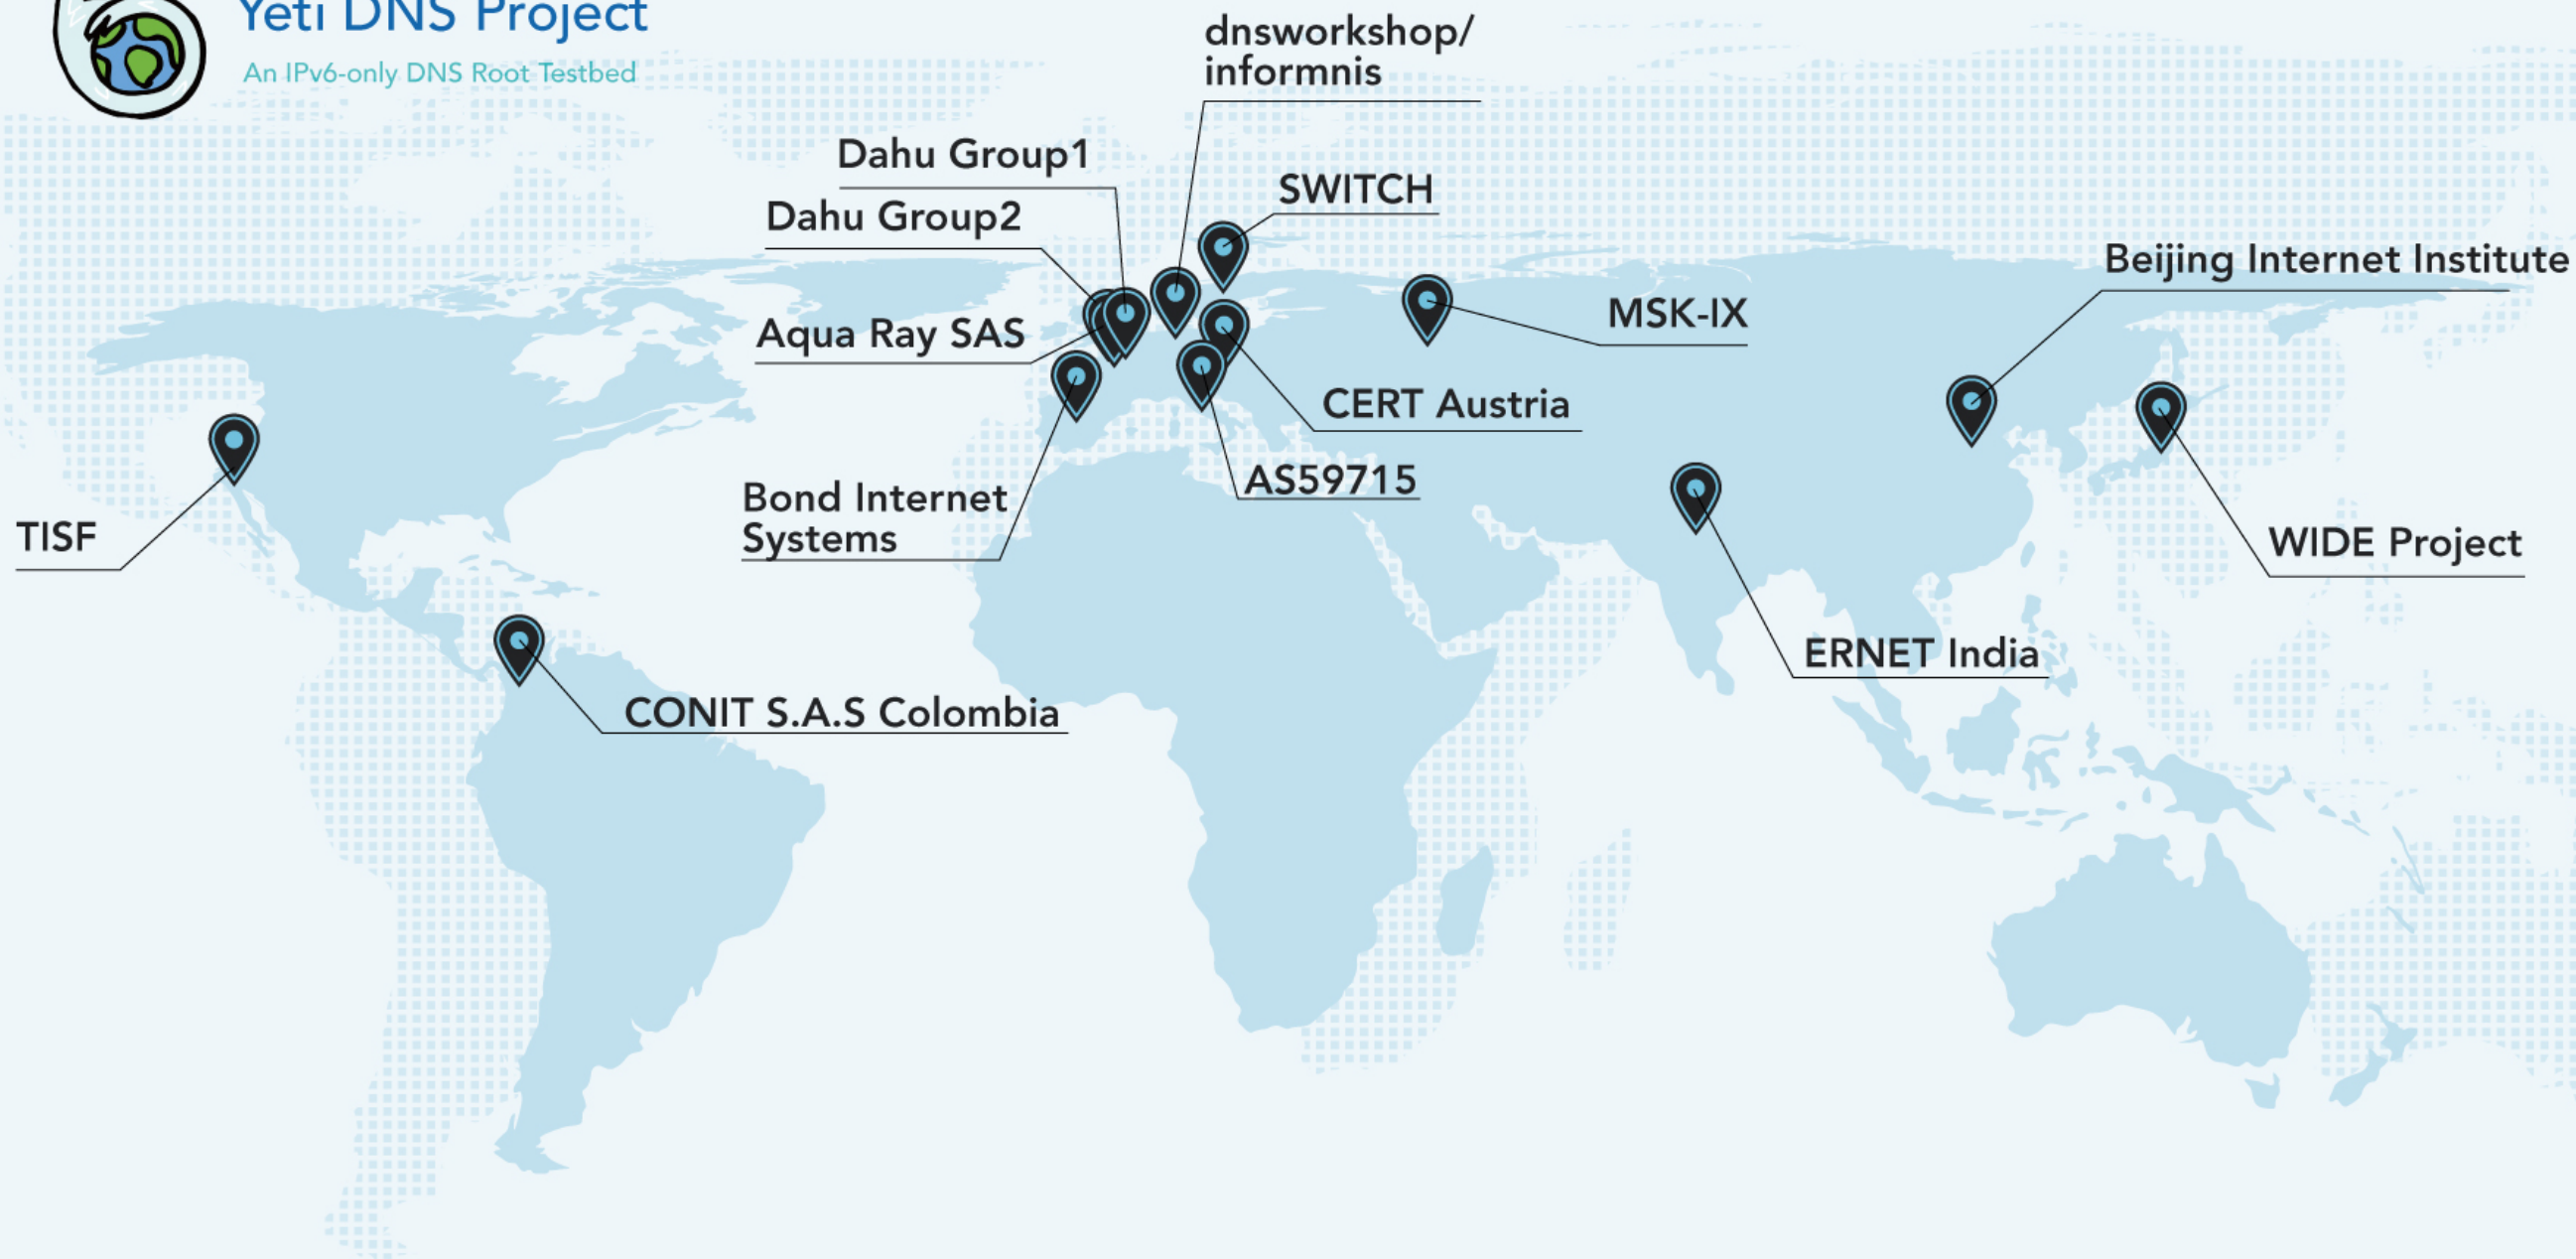 Yeti DNS Project
An IPv6-only DNS Root Testbed
dnsworkshop/
informnis
Dahu Group1
SWITCH
Dahu Group2
Beijing Internet Institute
MSK-IX
Aqua Ray SAS
CERT Austria
AS59715
Bond Internet
Systems
TISF
WIDE Project
ERNET India
CONIT S.A.S Colombia